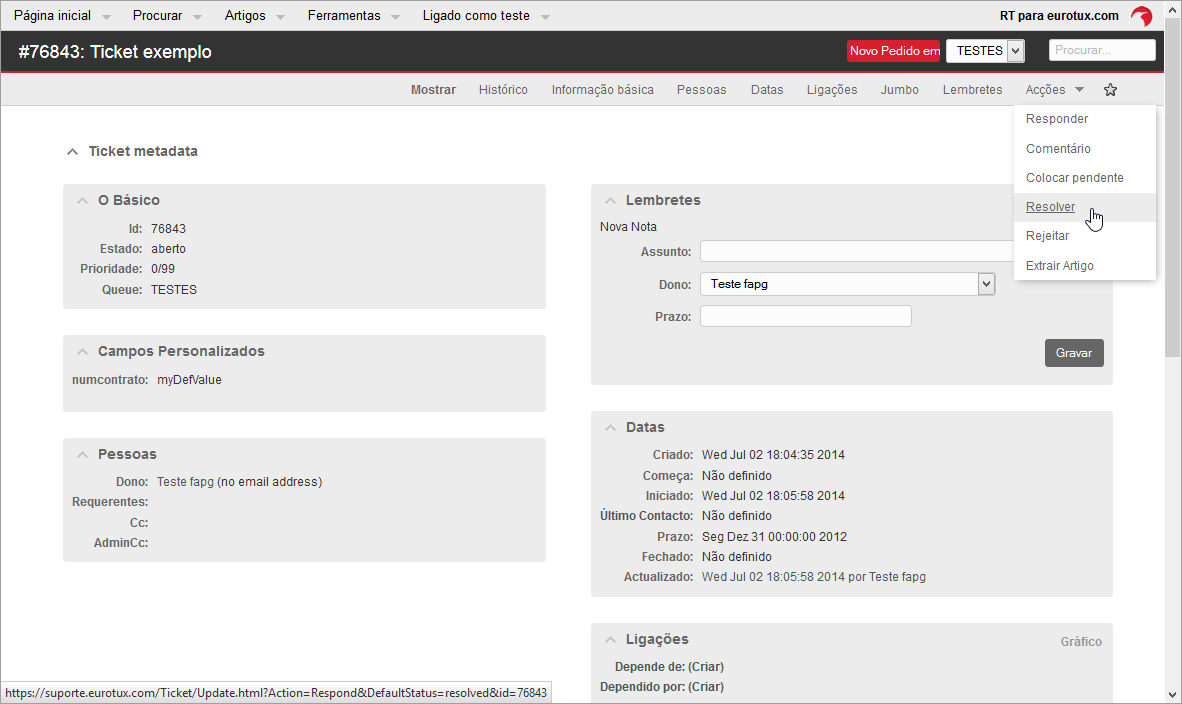 Página inicial Procurar Artigos Ferramentas Ligado como teste RT para eurotux.com
#76843: Ticket exemplo Novo Pedido em TESTES Procurar...
Mostrar Histórico Informação básica Pessoas Datas Ligações Jumbo Lembretes Acções
Responder
Comentário
Colocar pendente
Resolver
Rejeitar
Extrair Artigo
Ticket metadata
O Básico
Id: 76843
Estado: aberto
Prioridade: 0/99
Queue: TESTES
Campos Personalizados
numcontrato: myDefValue
Pessoas
Dono: Teste fapg (no email address)
Requerentes:
Cc:
AdminCc:
Lembretes
Nova Nota
Assunto:
Dono: Teste fapg
Prazo:
Gravar
Datas
Criado: Wed Jul 02 18:04:35 2014
Começa: Não definido
Iniciado: Wed Jul 02 18:05:58 2014
Último Contacto: Não definido
Prazo: Seg Dez 31 00:00:00 2012
Fechado: Não definido
Actualizado: Wed Jul 02 18:05:58 2014 por Teste fapg
Ligações Gráfico
Depende de: (Criar)
Dependido por: (Criar)
https://suporte.eurotux.com/Ticket/Update.html?Action=Respond&DefaultStatus=resolved&id=76843